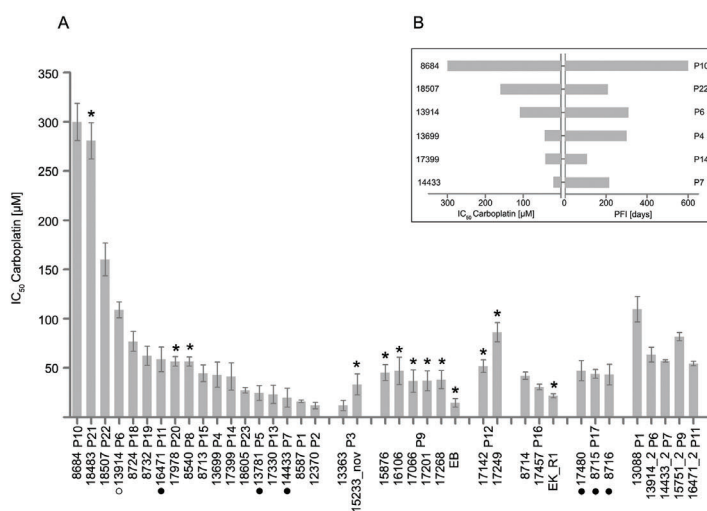 A
B
350
300
250
200
150
100
50
IC50 Carboplatin [µM]
8684 P10
18507 P22
13914 P6
13699 P4
17399 P14
14433 P7
300 200 100 0 200 400 600
IC50 Carboplatin [µM] PFI [days]
* * * * * * * * * * * * * *
8684 P10
18483 P21
18507 P22
○ 13914 P6
8724 P18
8732 P19
● 16471 P11
17978 P20
8540 P8
8713 P15
13699 P4
17399 P14
18605 P23
● 13781 P5
17330 P13
● 14433 P7
8587 P1
12370 P2
13363
15233_nov
P3
15876
16106
17066
17201
17268
EB
P9
17142
17249
P12
8714
17457
EK_R1
P16
● 17480
● 8715
● 8716
P17
13088 P1
13914_2 P6
14433_2 P7
15751_2 P9
16471_2 P11